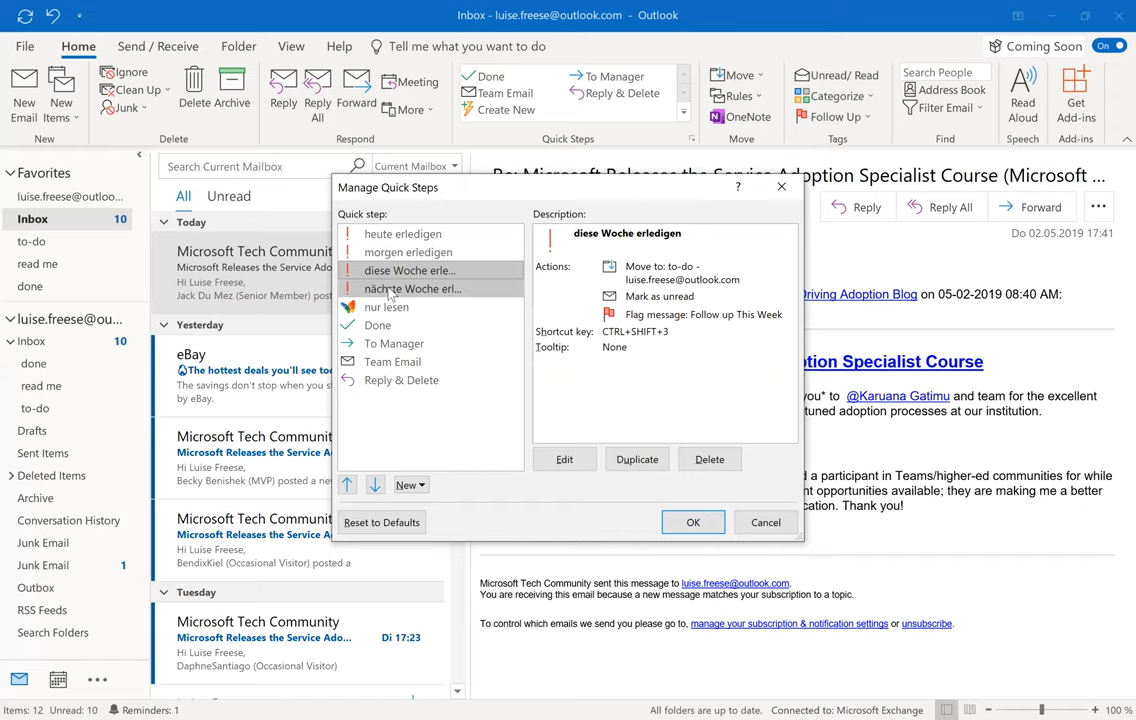 Inbox - luise.freese@outlook.com - Outlook
File Home Send / Receive Folder View Help Tell me what you want to do Coming Soon On
New Email
New Items
Ignore
Clean Up
Junk
Delete Archive
Reply Reply All Forward
Meeting
More
Done To Manager
Team Email Reply & Delete
Create New
Move
Rules
OneNote
Unread/ Read
Categorize
Follow Up
Search People
Address Book
Filter Email
Read Aloud
Get Add-ins
New Delete Respond Quick Steps Move Tags Find Speech Add-ins
Favorites
luise.freese@outloo...
Inbox 10
to-do
read me
done
luise.freese@ou...
Inbox 10
done
read me
to-do
Drafts
Sent Items
Deleted Items
Archive
Conversation History
Junk Email
Junk Email 1
Outbox
RSS Feeds
Search Folders
Search Current Mailbox Current Mailbox
All Unread
Today
Microsoft Tech Communit
Microsoft Releases the Service Ado
Hi Luise Freese,
Jack Du Mez (Senior Member) post
Yesterday
eBay
The hottest deals you'll see to
The savings don't stop when you s
by eBay.
Microsoft Tech Communit
Microsoft Releases the Service Ado
Hi Luise Freese,
Becky Benishek (MVP) posted a ne
Microsoft Tech Communit
Microsoft Releases the Service Ado
Hi Luise Freese,
BendixKiel (Occasional Visitor) posted a
Tuesday
Microsoft Tech Community
Microsoft Releases the Service Ado... Di 17:23
Hi Luise Freese,
DaphneSantiago (Occasional Visitor)
Manage Quick Steps ?
Quick step:
heute erledigen
morgen erledigen
diese Woche erle...
nächste Woche erl...
nur lesen
Done
To Manager
Team Email
Reply & Delete
New
Reset to Defaults
Description:
diese Woche erledigen
Actions: Move to: to-do -
luise.freese@outlook.com
Mark as unread
Flag message: Follow up This Week
Shortcut key: CTRL+SHIFT+3
Tooltip: None
Edit Duplicate Delete
OK Cancel
Re: Microsoft Releases the Service Adoption Specialist Course (Microsoft ...
Reply Reply All Forward
Do 02.05.2019 17:41
Driving Adoption Blog on 05-02-2019 08:40 AM:
ption Specialist Course
you* to @Karuana Gatimu and team for the excellent
tuned adoption processes at our institution.
d a participant in Teams/higher-ed communities for while
nt opportunities available; they are making me a better
cation. Thank you!
Microsoft Tech Community sent this message to luise.freese@outlook.com.
You are receiving this email because a new message matches your subscription to a topic.
To control which emails we send you please go to, manage your subscription & notification settings or unsubscribe.
Items: 12 Unread: 10 Reminders: 1 All folders are up to date. Connected to: Microsoft Exchange 100 %